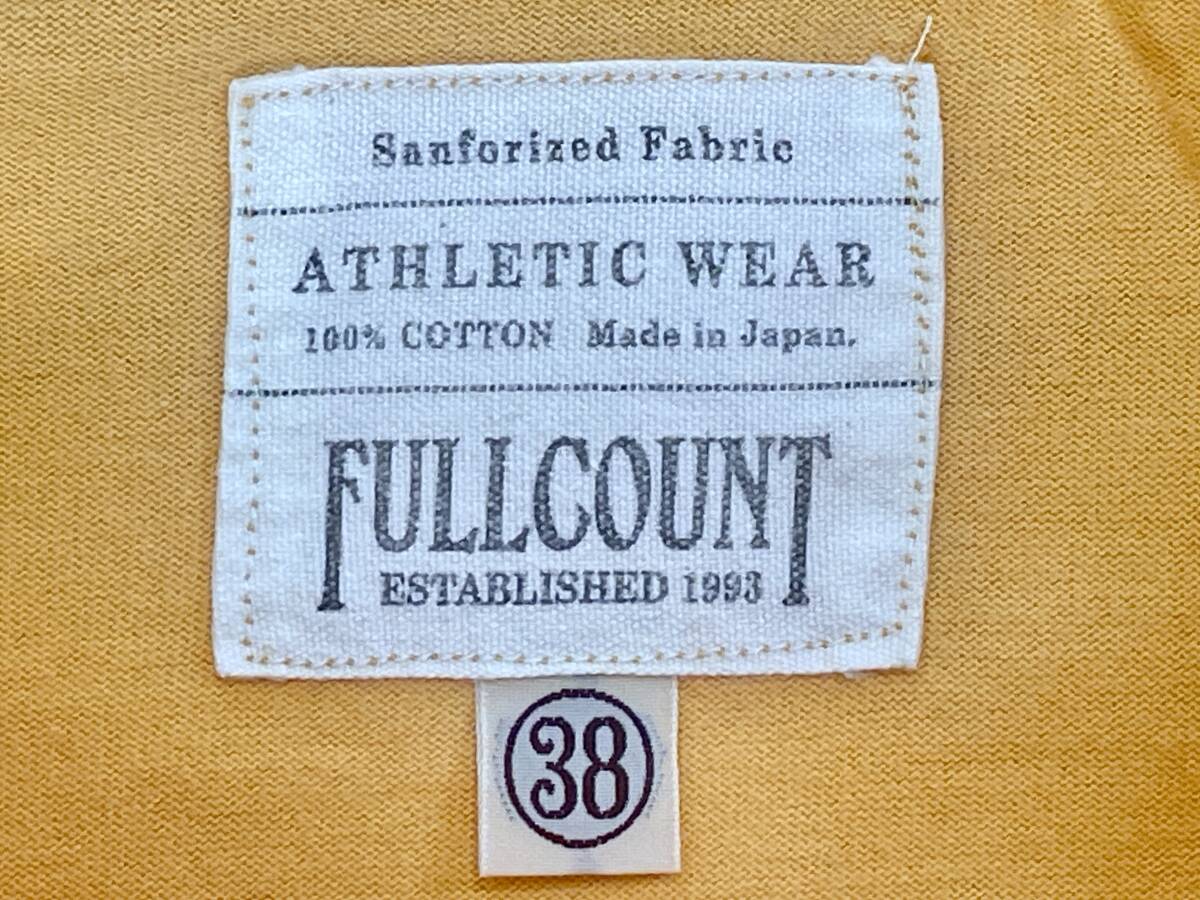 Sanforized Fabric
ATHLETIC WEAR
100% COTTON Made in Japan.
FULLCOUNT
ESTABLISHED 1993
38